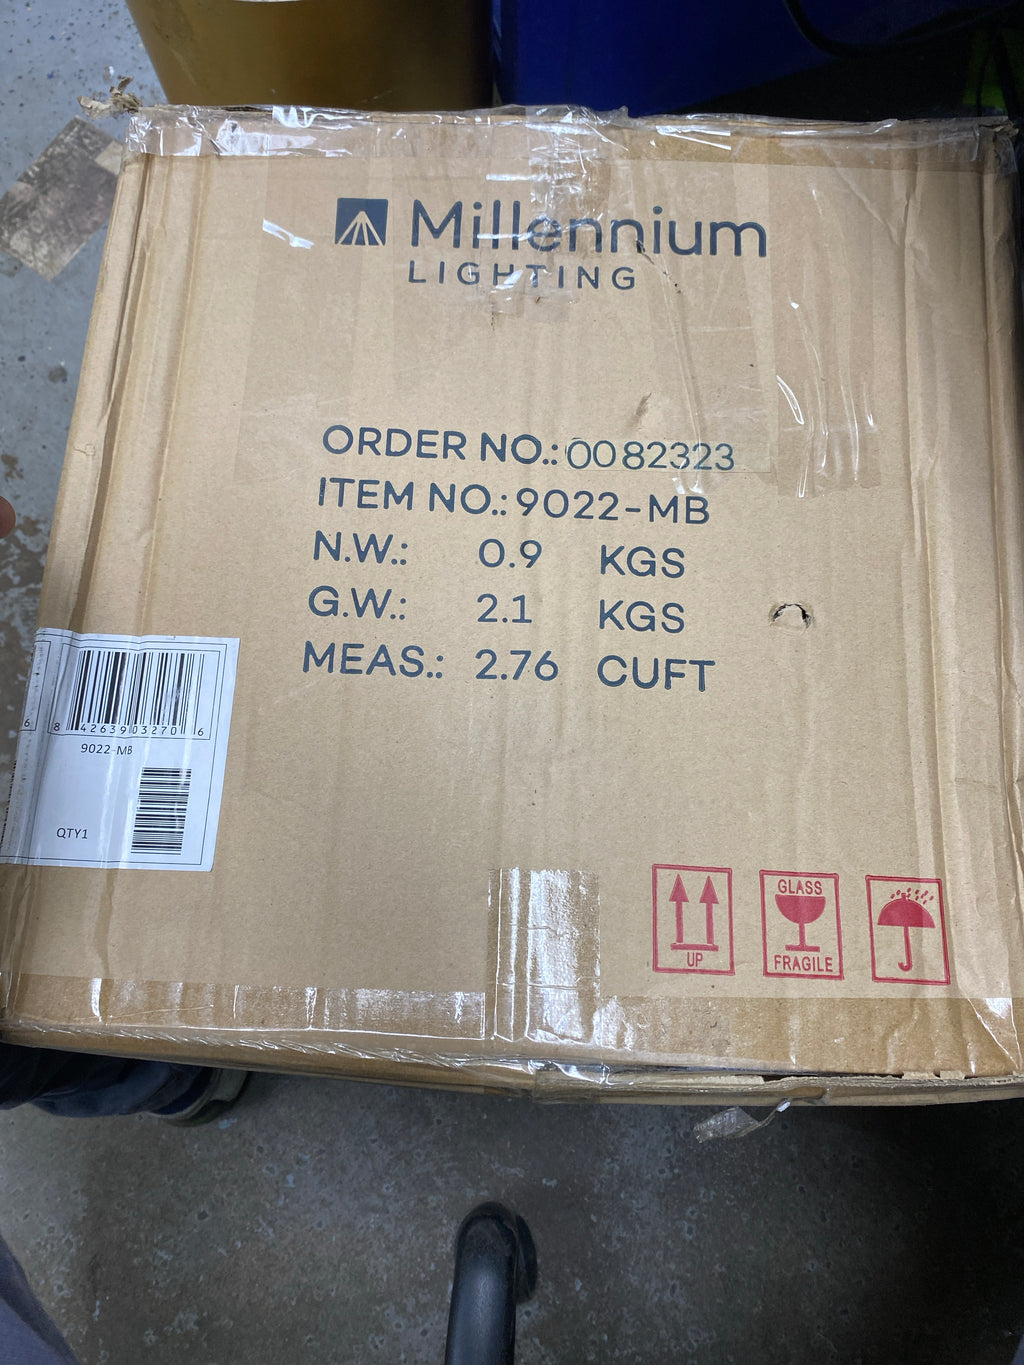 Millennium
LIGHTING
ORDER NO.: 0082323
ITEM NO.: 9022-MB
N.W.: 0.9 KGS
G.W.: 2.1 KGS
MEAS.: 2.76 CUFT
6
8 42639 03270 6
9022-MB
QTY1
UP
GLASS
FRAGILE